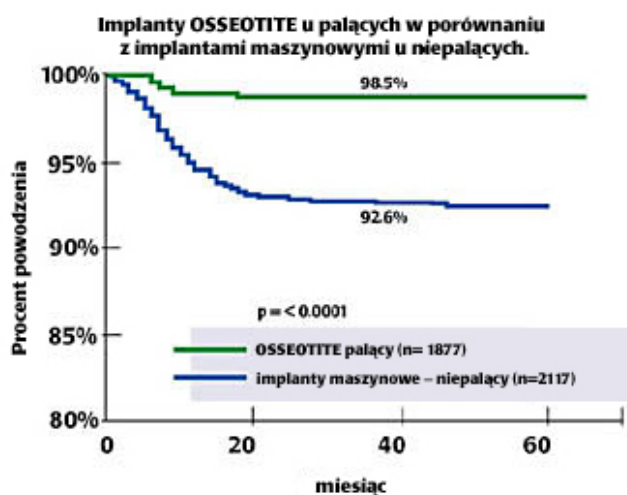 Implanty OSSEOTITE u palących w porównaniu
z implantami maszynowymi u niepalących.
100%
95%
90%
85%
80%
Procent powodzenia
98.5%
92.6%
p = < 0.0001
OSSEOTITE palący (n= 1877)
implanty maszynowe – niepalący (n=2117)
0
20
40
60
miesiąc